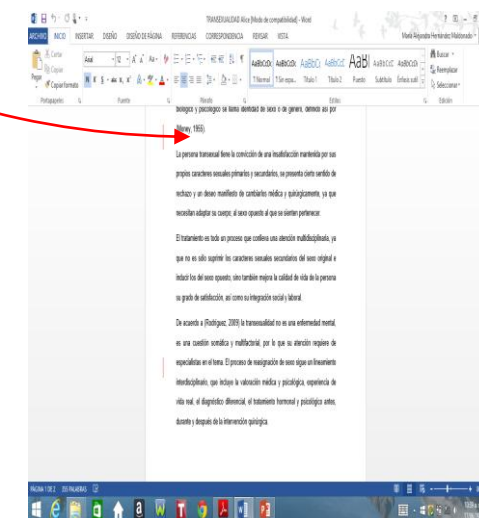 TRANSEXUALIDAD Alice [Modo de compatibilidad] - Word
ARCHIVO INICIO INSERTAR DISEÑO DISEÑO DE PÁGINA REFERENCIAS CORRESPONDENCIA REVISAR VISTA María Alejandra Hernández Maldonado
Cortar
Copiar
Pegar
Copiar formato
Arial 12
AaBbCcDc AaBbCcDc AaBbCc AaBbCcC AaBl AaBbCcC AaBbCcDc
¶ Normal ¶ Sin espa... Título 1 Título 2 Puesto Subtítulo Énfasis sutil
Buscar
Reemplazar
Seleccionar
Portapapeles Fuente Párrafo Estilos Edición
biológico y psicológico se llama identidad de sexo o de género, definido así por
(Money, 1955).
La persona transexual tiene la convicción de una insatisfacción mantenida por sus
propios caracteres sexuales primarios y secundarios, se presenta cierto sentido de
rechazo y un deseo manifiesto de cambiarlos médica y quirúrgicamente, ya que
necesitan adaptar su cuerpo, al sexo opuesto al que se sienten pertenecer.
El tratamiento es todo un proceso que conlleva una atención multidisciplinaria, ya
que no es sólo suprimir los caracteres sexuales secundarios del sexo original e
inducir los del sexo opuesto, sino también mejora la calidad de vida de la persona
su grado de satisfacción, así como su integración social y laboral.
De acuerdo a (Rodríguez, 2009) la transexualidad no es una enfermedad mental,
es una cuestión somática y multifactorial, por lo que su atención requiere de
especialistas en el tema. El proceso de reasignación de sexo sigue un lineamiento
interdisciplinario, que incluye la valoración médica y psicológica, experiencia de
vida real, el diagnóstico diferencial, el tratamiento hormonal y psicológico antes,
durante y después de la intervención quirúrgica.
PÁGINA 1 DE 2 PALABRAS